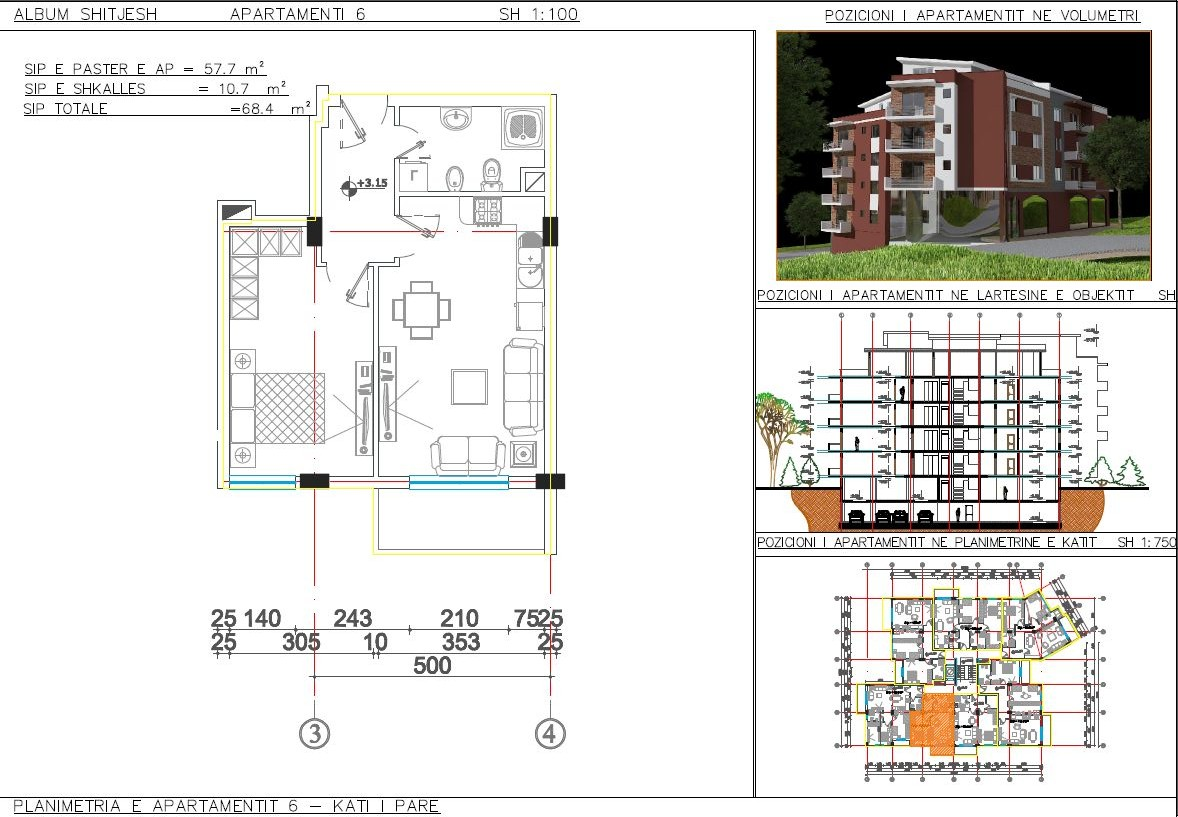 ALBUM SHITJESH APARTAMENTI 6 SH 1:100
SIP E PASTER E AP = 57.7 m²
SIP E SHKALLES = 10.7 m²
SIP TOTALE =68.4 m²
+3.15
25 140 243 210 75 25
25 305 10 353 25
500
3 4
PLANIMETRIA E APARTAMENTIT 6 – KATI I PARE
POZICIONI I APARTAMENTIT NE VOLUMETRI
POZICIONI I APARTAMENTIT NE LARTESINE E OBJEKTIT SH
POZICIONI I APARTAMENTIT NE PLANIMETRINE E KATIT SH 1:750